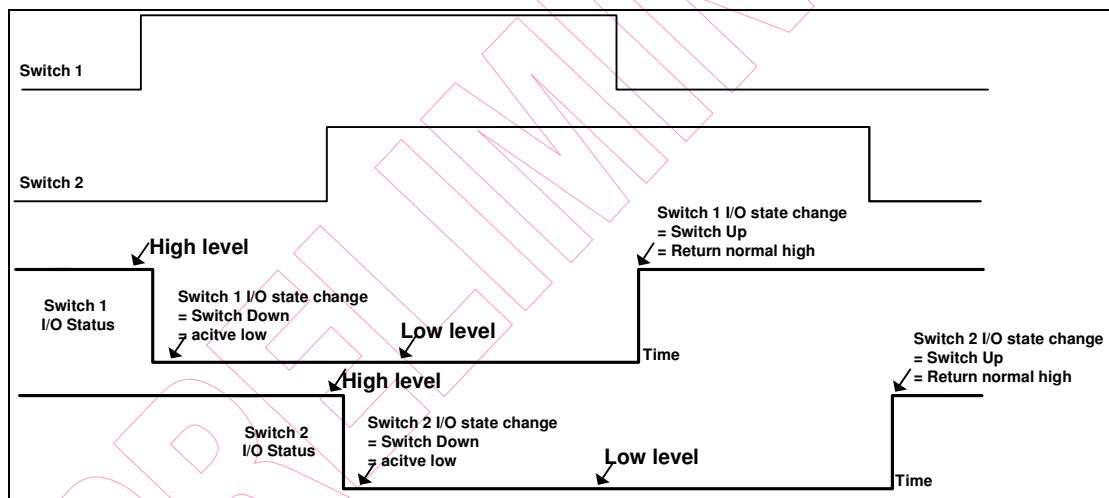 Switch 1
Switch 2
Switch 1 I/O state change
= Switch Up
= Return normal high
High level
Switch 1
I/O Status
Switch 1 I/O state change
= Switch Down
= acitve low
Low level
Time
Switch 2 I/O state change
= Switch Up
= Return normal high
High level
Switch 2
I/O Status
Switch 2 I/O state change
= Switch Down
= acitve low
Low level
Time